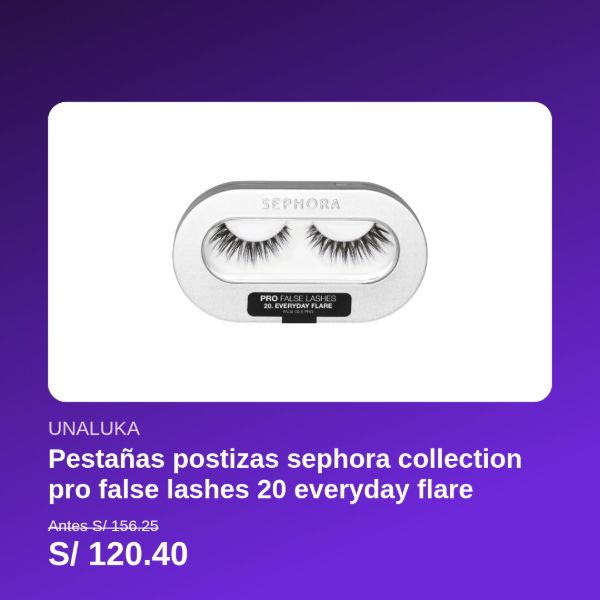 SEPHORA
PRO FALSE LASHES
20. EVERYDAY FLARE
UNALUKA
Pestañas postizas sephora collection
pro false lashes 20 everyday flare
Antes S/ 156.25
S/ 120.40